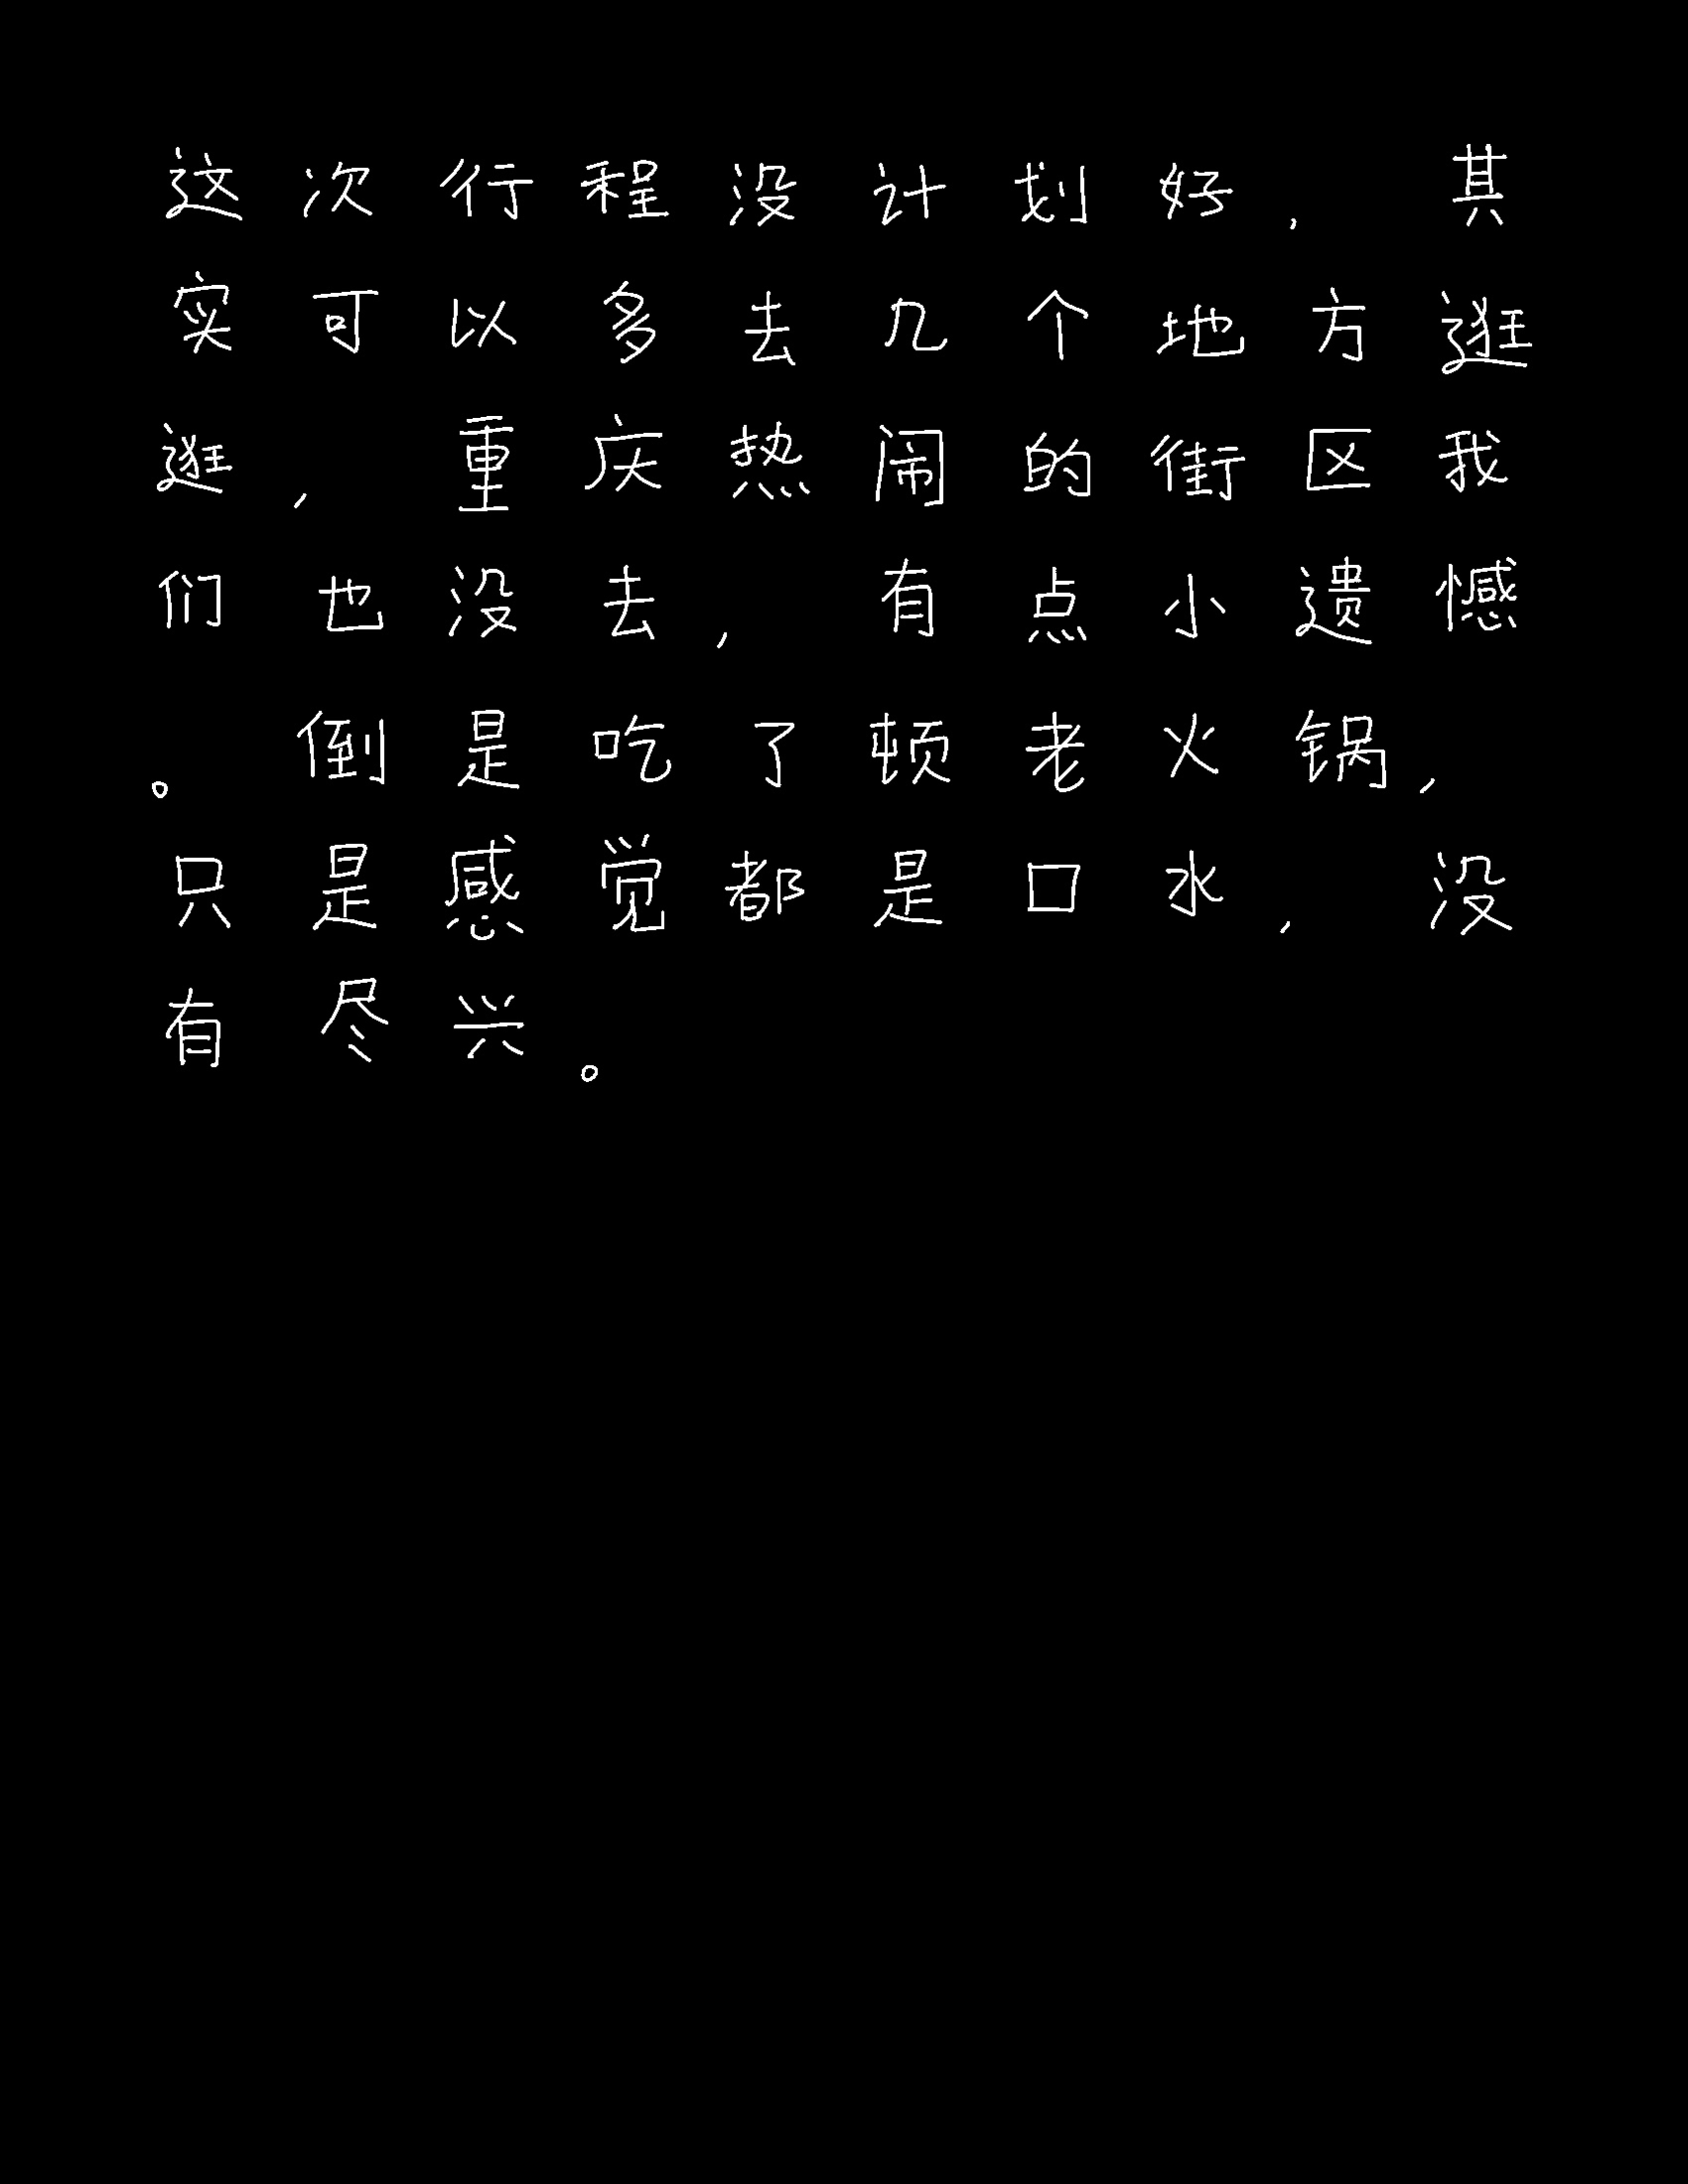 这次行程没计划好，其
实可以多去几个地方逛
逛，重庆热闹的街区我
们也没去，有点小遗憾
。倒是吃了顿老火锅，
只是感觉都是口水，没
有尽兴。